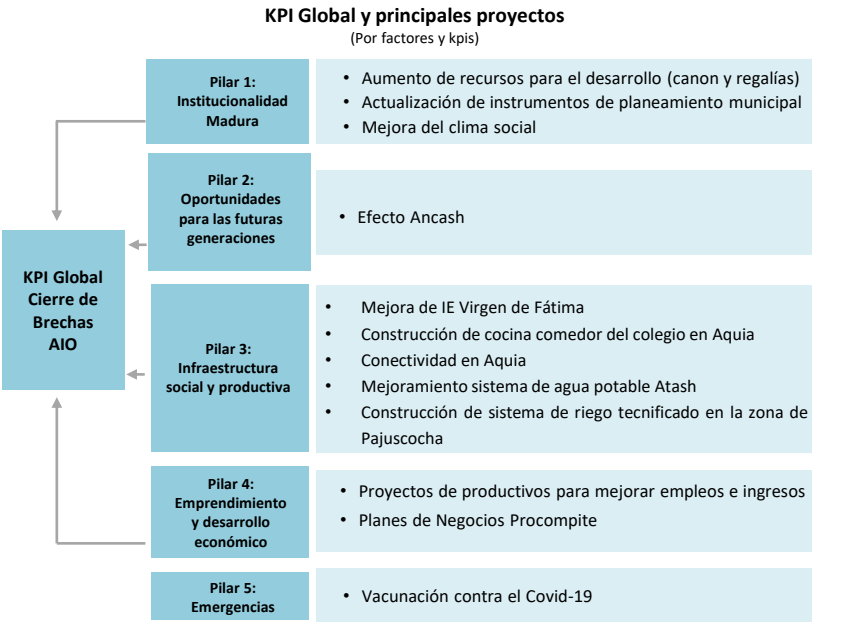 KPI Global y principales proyectos
(Por factores y kpis)
Pilar 1:
Institucionalidad
Madura
• Aumento de recursos para el desarrollo (canon y regalías)
• Actualización de instrumentos de planeamiento municipal
• Mejora del clima social
Pilar 2:
Oportunidades
para las futuras
generaciones
• Efecto Ancash
KPI Global
Cierre de
Brechas
AIO
Pilar 3:
Infraestructura
social y productiva
• Mejora de IE Virgen de Fátima
• Construcción de cocina comedor del colegio en Aquia
• Conectividad en Aquia
• Mejoramiento sistema de agua potable Atash
• Construcción de sistema de riego tecnificado en la zona de
Pajuscocha
Pilar 4:
Emprendimiento
y desarrollo
económico
• Proyectos de productivos para mejorar empleos e ingresos
• Planes de Negocios Procompite
Pilar 5:
Emergencias
• Vacunación contra el Covid-19